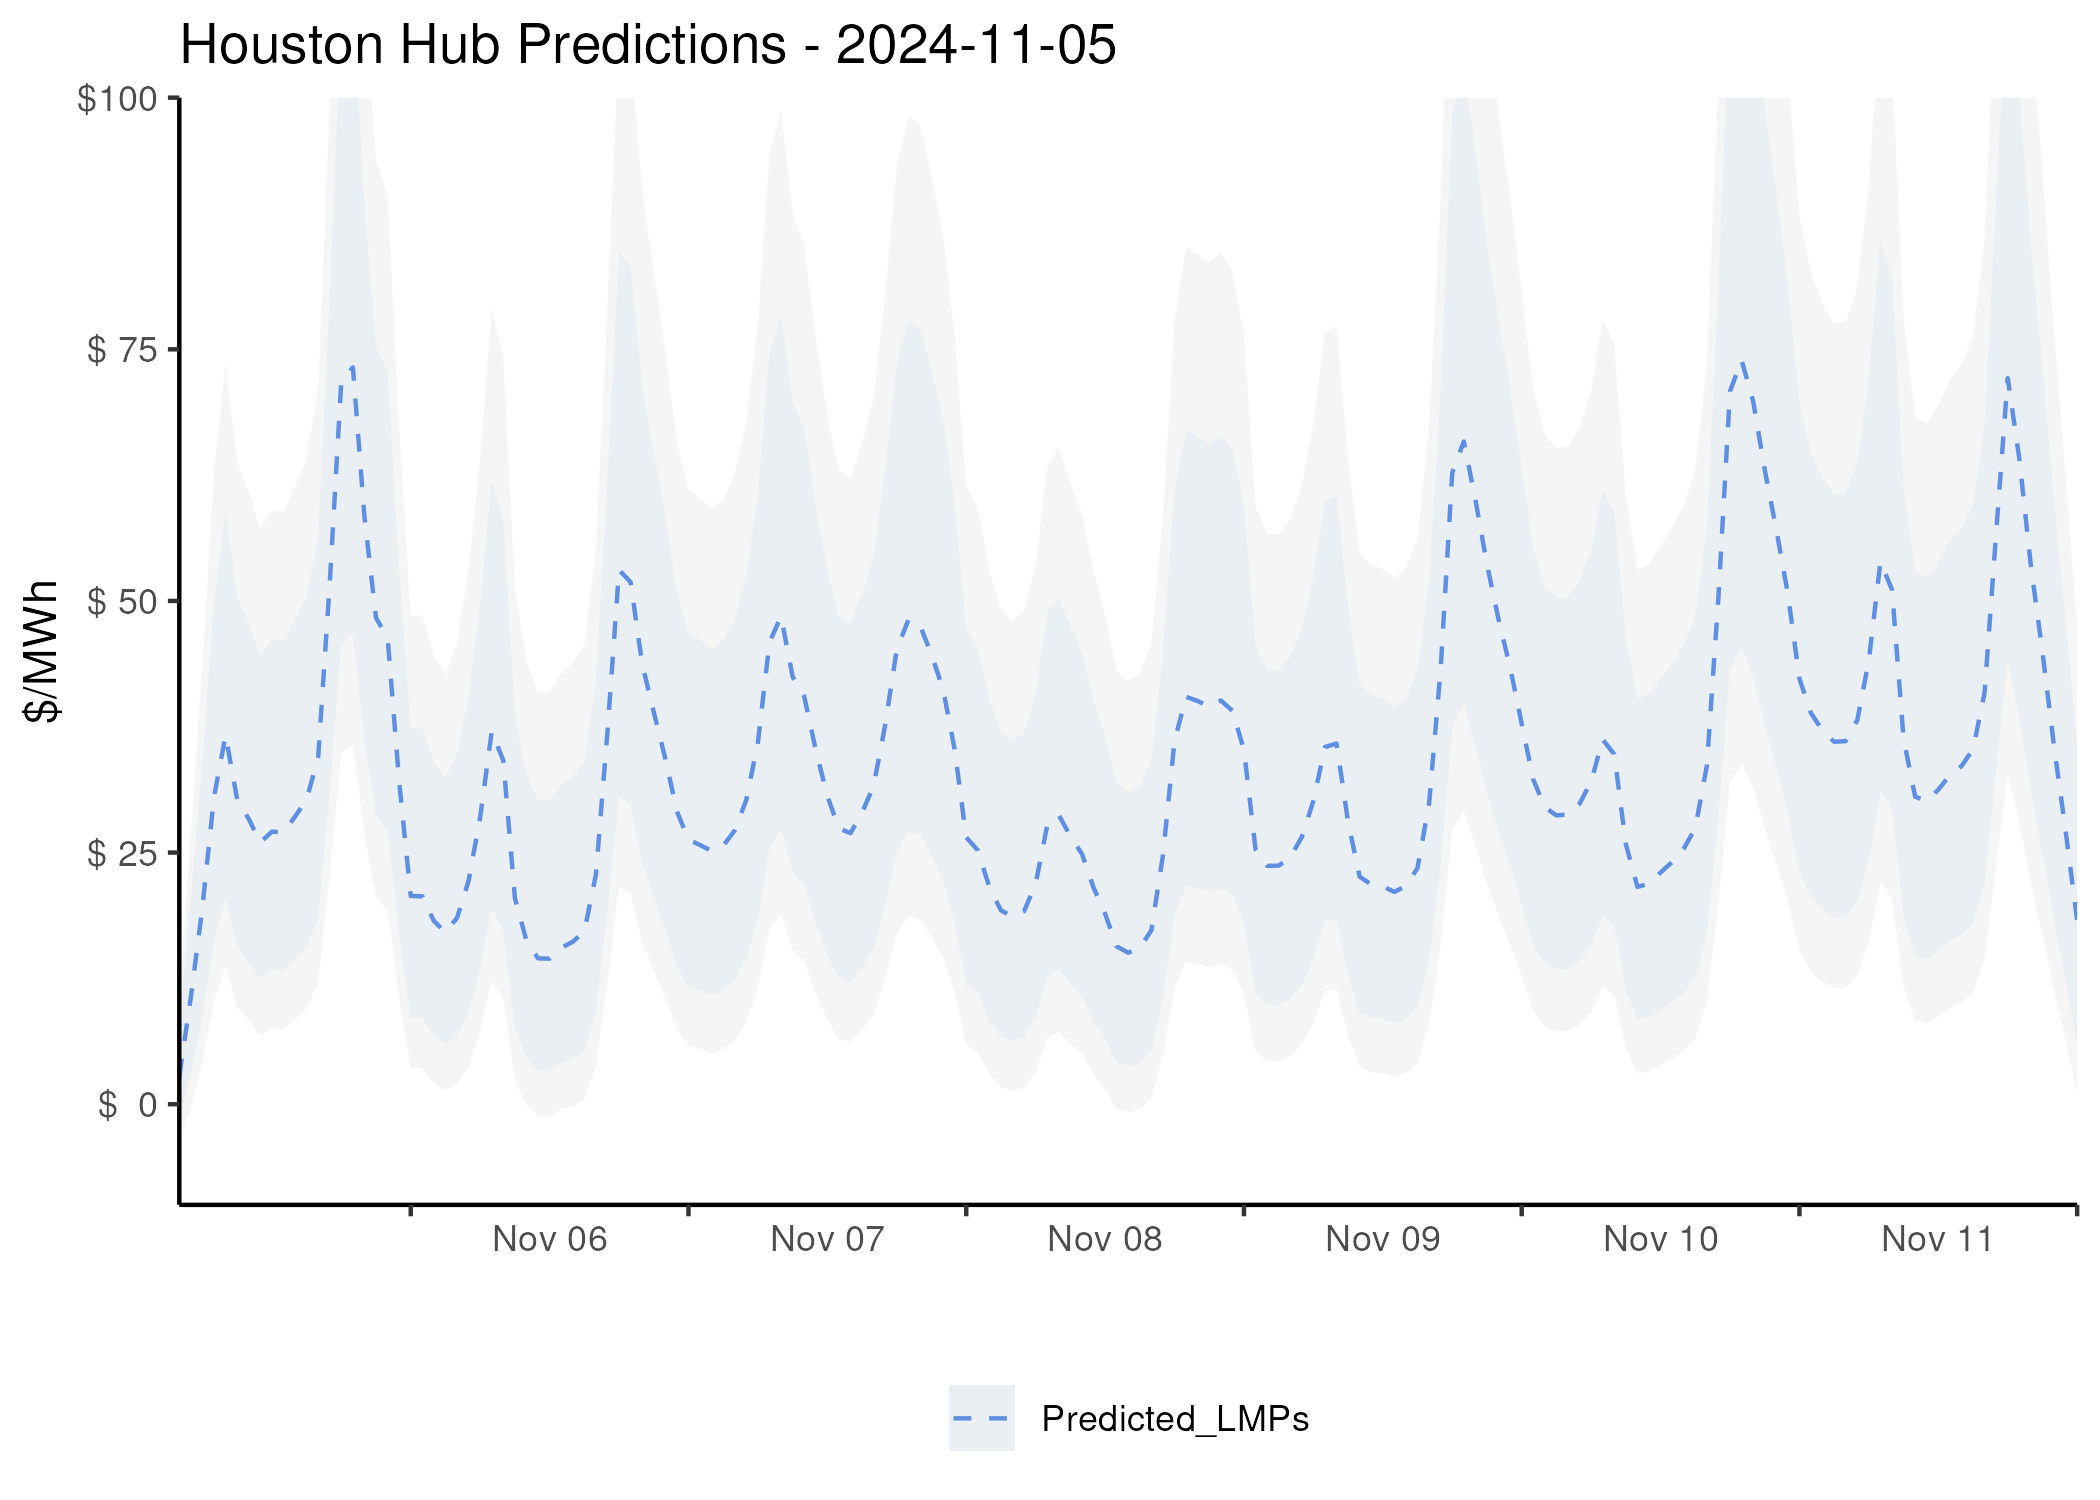 Houston Hub Predictions - 2024-11-05
$100
$ 75
$ 50
$ 25
$  0
$/MWh
Nov 06
Nov 07
Nov 08
Nov 09
Nov 10
Nov 11
Predicted_LMPs